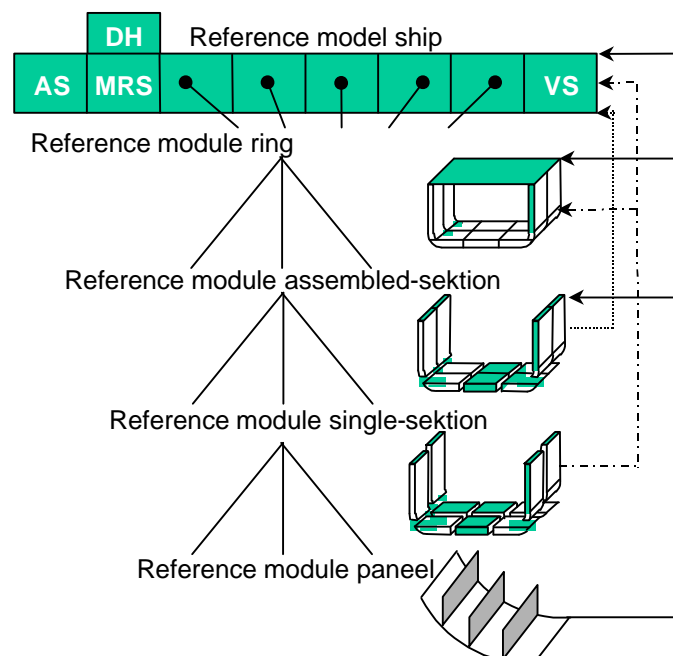 DH
Reference model ship
AS MRS VS
Reference module ring
Reference module assembled-sektion
Reference module single-sektion
Reference module paneel